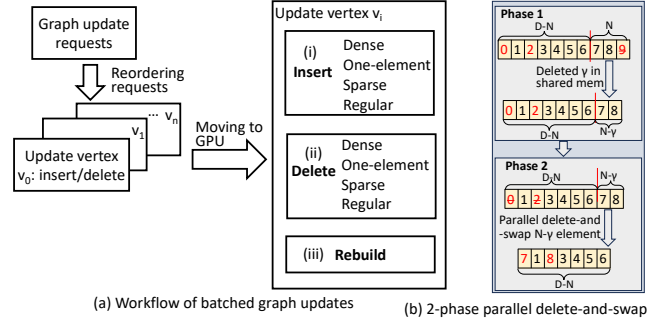 Graph update
requests
Reordering
requests
... vn
v1
Update vertex
v0: insert/delete
Moving to
GPU
Update vertex vi
(i)
Insert
Dense
One-element
Sparse
Regular
(ii)
Delete
Dense
One-element
Sparse
Regular
(iii) Rebuild
(a) Workflow of batched graph updates
Phase 1
D-N N
0 1 2 3 4 5 6 7 8 9
Deleted γ in
shared mem
0 1 2 3 4 5 6 7 8
D-N N-γ
Phase 2
D-N N-γ
0 1 2 3 4 5 6 7 8
Parallel delete-and
-swap N-γ element
7 1 8 3 4 5 6
D-N
(b) 2-phase parallel delete-and-swap